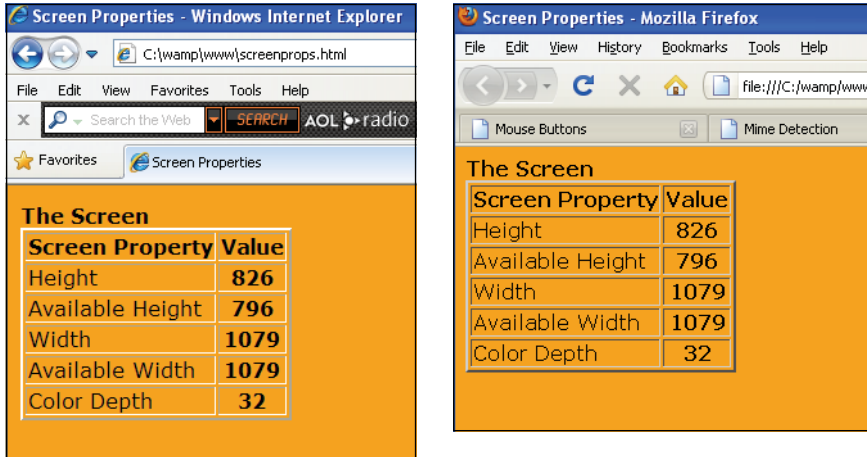 Screen Properties - Windows Internet Explorer
C:\wamp\www\screenprops.html
File Edit View Favorites Tools Help
x Search the Web SEARCH AOL radio
Favorites Screen Properties
The Screen
Screen Property Value
Height 826
Available Height 796
Width 1079
Available Width 1079
Color Depth 32
Screen Properties - Mozilla Firefox
File Edit View History Bookmarks Tools Help
file:///C:/wamp/www
Mouse Buttons Mime Detection
The Screen
Screen Property Value
Height 826
Available Height 796
Width 1079
Available Width 1079
Color Depth 32